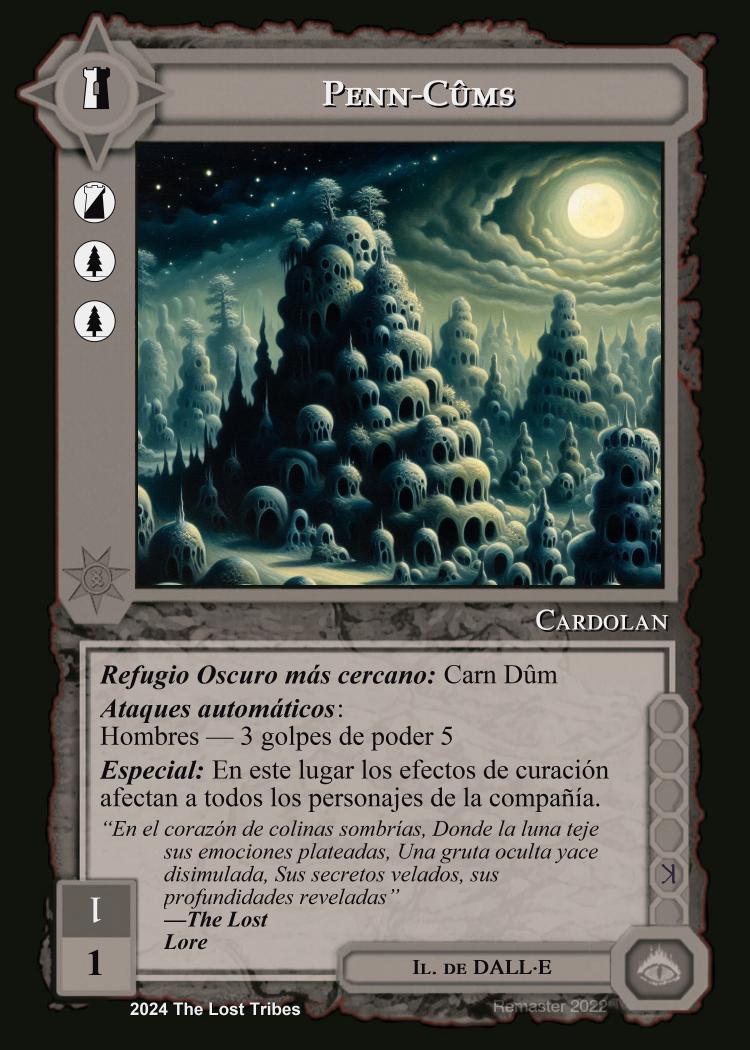 Penn-Cûms
Cardolan
Refugio Oscuro más cercano: Carn Dûm
Ataques automáticos:
Hombres — 3 golpes de poder 5
Especial: En este lugar los efectos de curación
afectan a todos los personajes de la compañía.
“En el corazón de colinas sombrías, Donde la luna teje
sus emociones plateadas, Una gruta oculta yace
disimulada, Sus secretos velados, sus
profundidades reveladas”
—The Lost
Lore
1
1
Il. de DALL·E
2024 The Lost Tribes
Remaster 2022